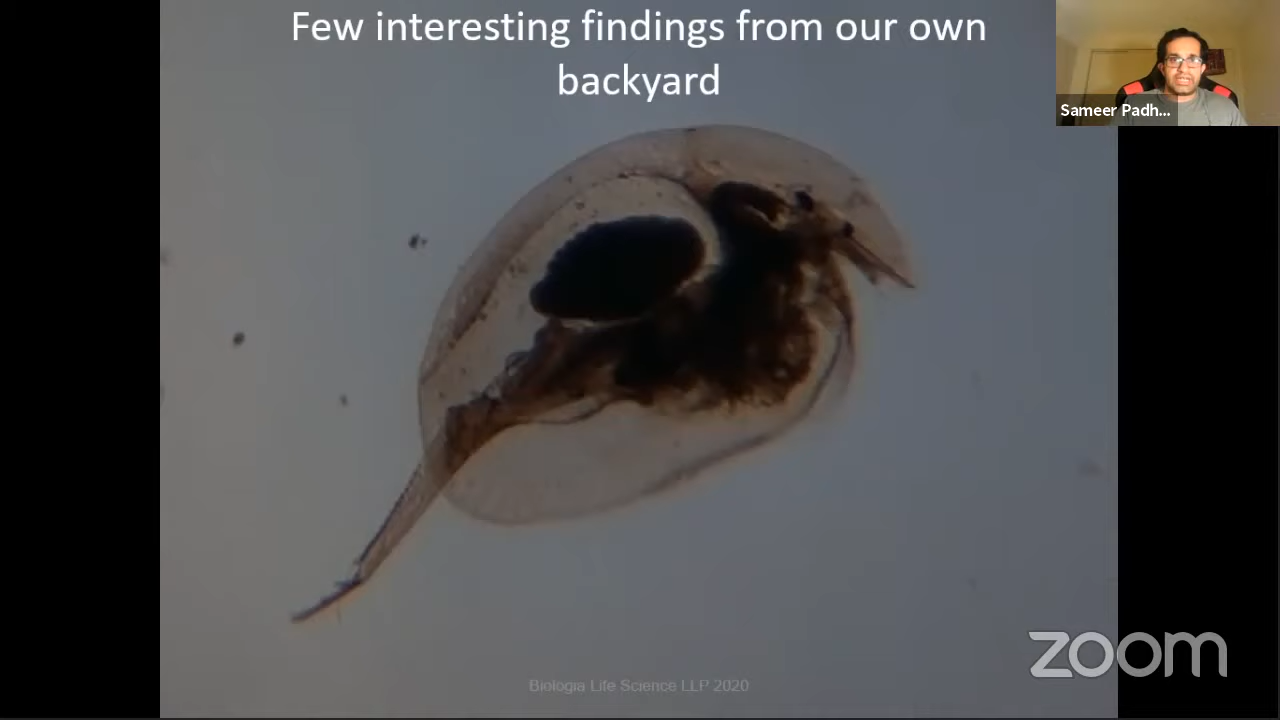 Few interesting findings from our own
backyard
Sameer Padh...
Biologia Life Science LLP 2020
zoom